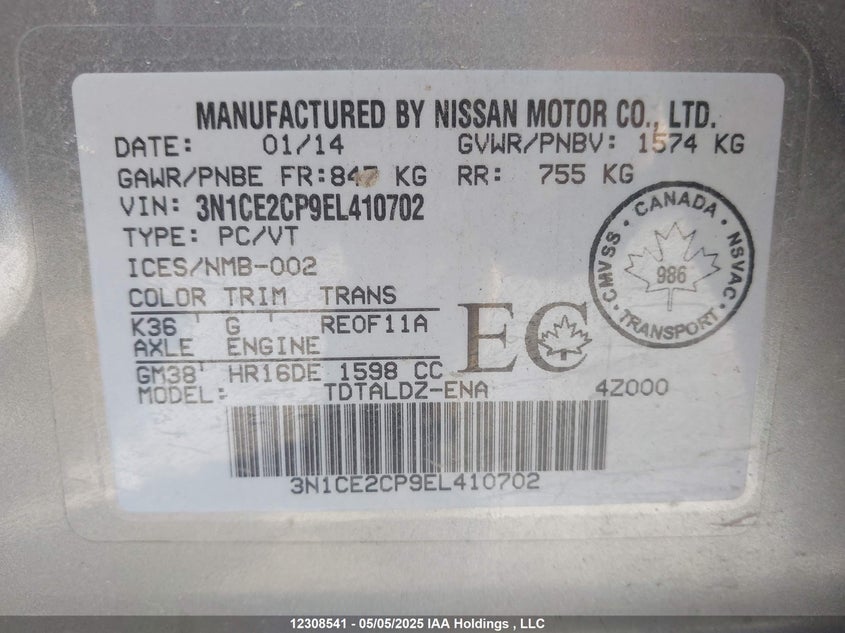 MANUFACTURED BY NISSAN MOTOR CO., LTD.
DATE: 01/14 GVWR/PNBV: 1574 KG
GAWR/PNBE FR: 847 KG RR: 755 KG
VIN: 3N1CE2CP9EL410702
TYPE: PC/VT
ICES/NMB-002
COLOR TRIM TRANS
K36 G RE0F11A
AXLE ENGINE
GM38 HR16DE 1598 CC
MODEL: TDTALDZ-ENA 4Z000
3N1CE2CP9EL410702
EC
CANADA
CMVSS · NSVAC
986
TRANSPORT
12308541 - 05/05/2025 IAA Holdings , LLC